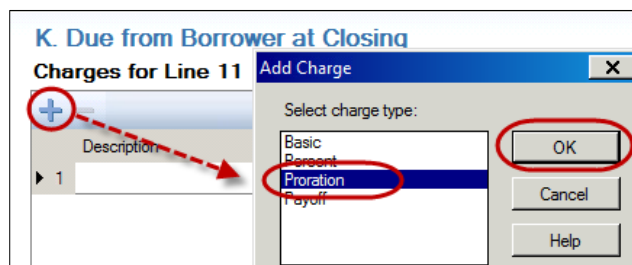 K. Due from Borrower at Closing
Charges for Line 11
Add Charge
Select charge type:
Basic
Percent
Proration
Payoff
OK
Cancel
Help
Description
1